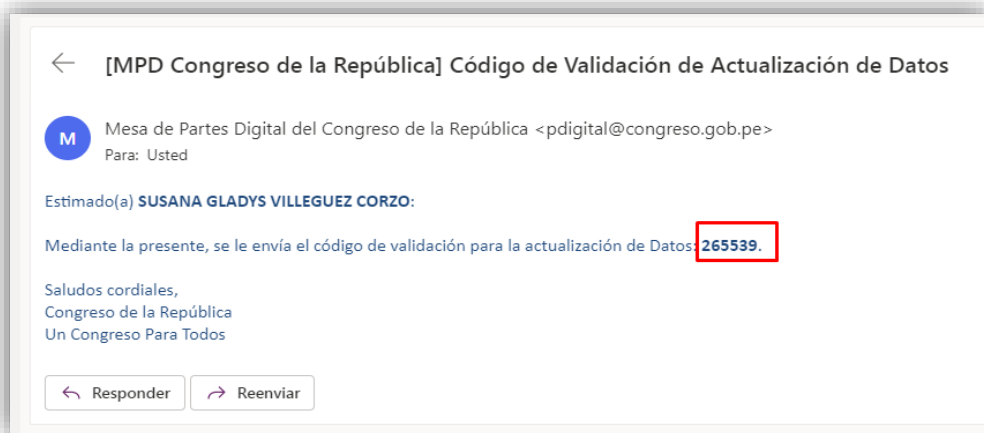 [MPD Congreso de la República] Código de Validación de Actualización de Datos
M
Mesa de Partes Digital del Congreso de la República <pdigital@congreso.gob.pe>
Para: Usted
Estimado(a) SUSANA GLADYS VILLEGUEZ CORZO:
Mediante la presente, se le envía el código de validación para la actualización de Datos: 265539.
Saludos cordiales,
Congreso de la República
Un Congreso Para Todos
Responder
Reenviar